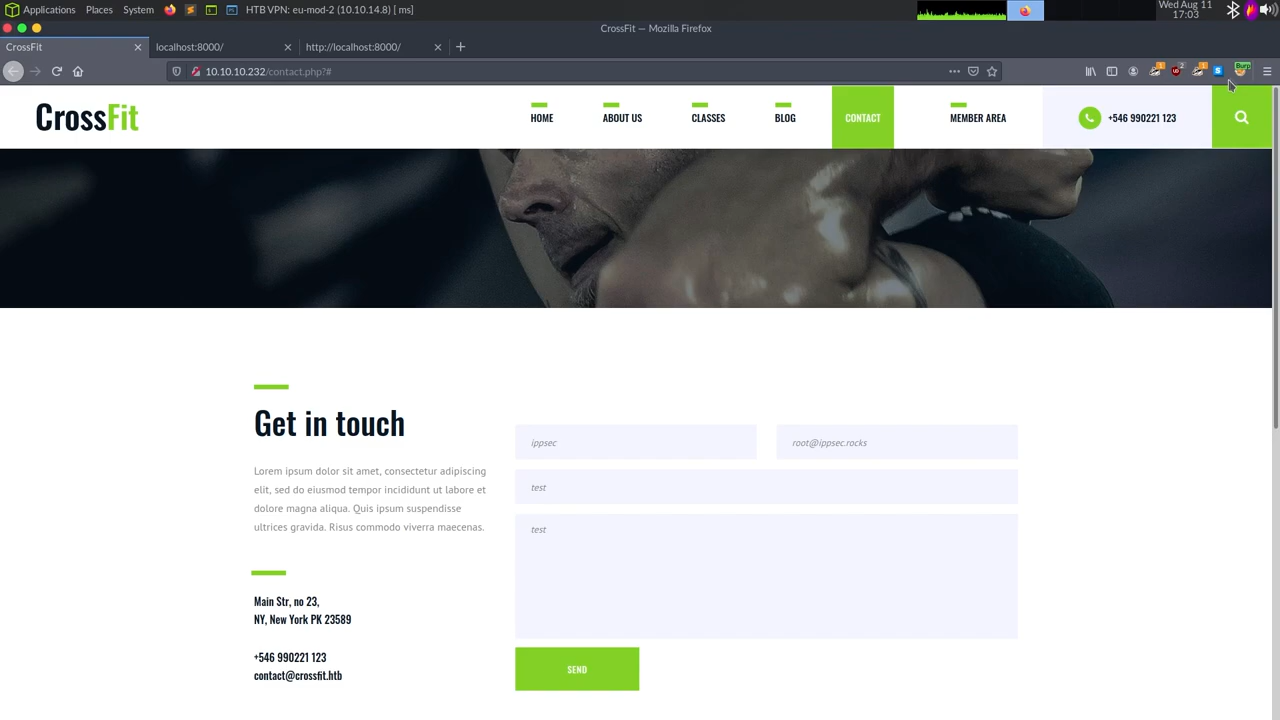 Applications Places System HTB VPN: eu-mod-2 (10.10.14.8) [ ms]
Wed Aug 11
17:03
CrossFit — Mozilla Firefox
CrossFit
localhost:8000/
http://localhost:8000/
10.10.10.232/contact.php?#
Burp
CrossFit
HOME
ABOUT US
CLASSES
BLOG
CONTACT
MEMBER AREA
+546 990221 123
Get in touch
Lorem ipsum dolor sit amet, consectetur adipiscing
elit, sed do eiusmod tempor incididunt ut labore et
dolore magna aliqua. Quis ipsum suspendisse
ultrices gravida. Risus commodo viverra maecenas.
Main Str, no 23,
NY, New York PK 23589
+546 990221 123
contact@crossfit.htb
ippsec
root@ippsec.rocks
test
test
SEND